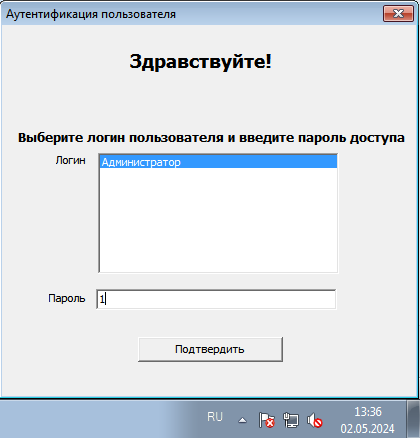 Аутентификация пользователя
Здравствуйте!
Выберите логин пользователя и введите пароль доступа
Логин
Администратор
Пароль
1
Подтвердить
RU
13:36
02.05.2024